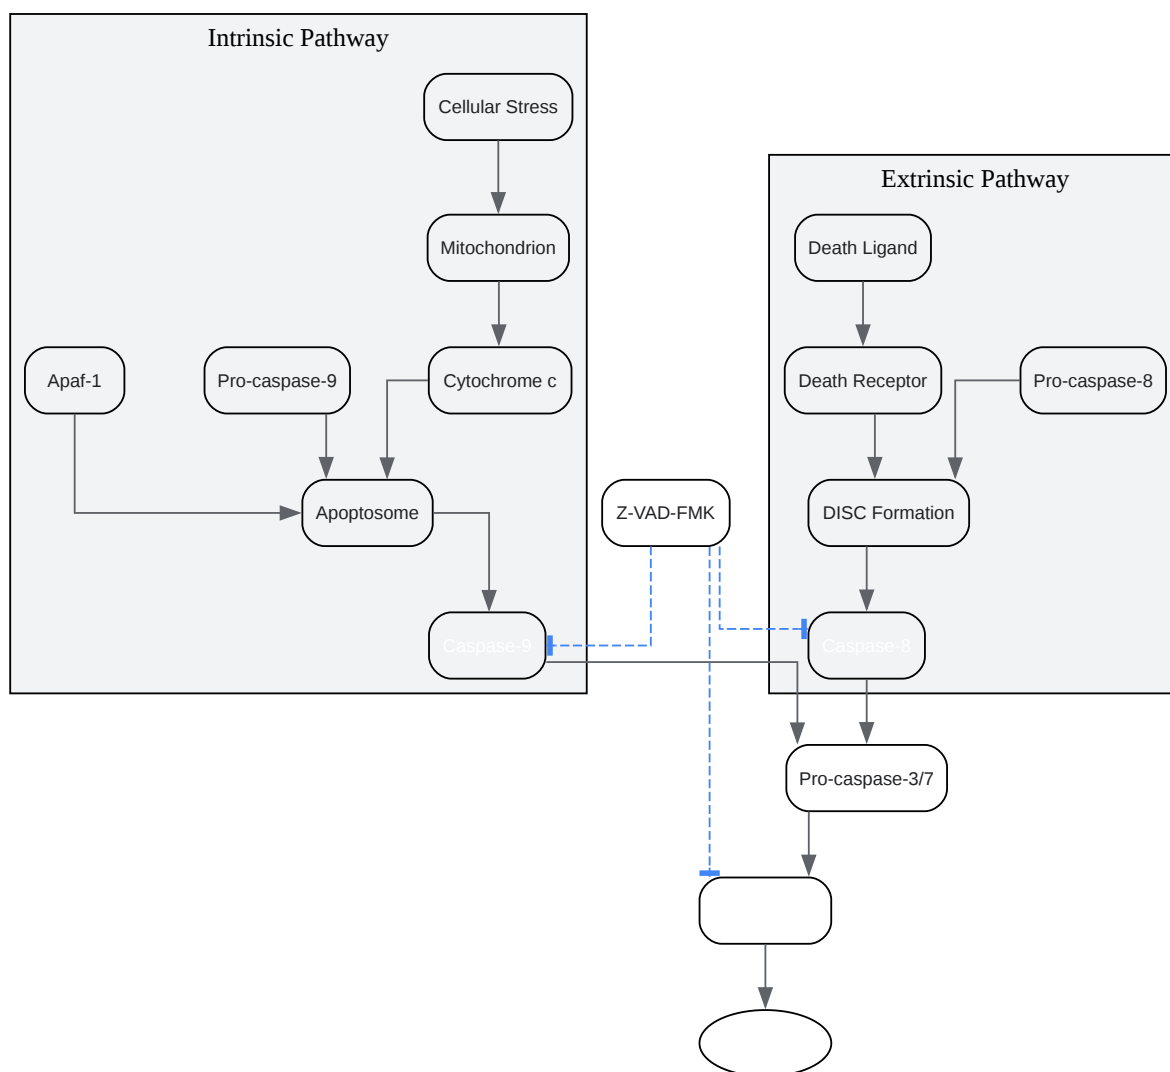 Intrinsic Pathway
Cellular Stress
Extrinsic Pathway
Mitochondrion
Death Ligand
Apaf-1
Pro-caspase-9
Cytochrome c
Death Receptor
Pro-caspase-8
Apoptosome
Z-VAD-FMK
DISC Formation
Caspase-9
Caspase-8
Pro-caspase-3/7